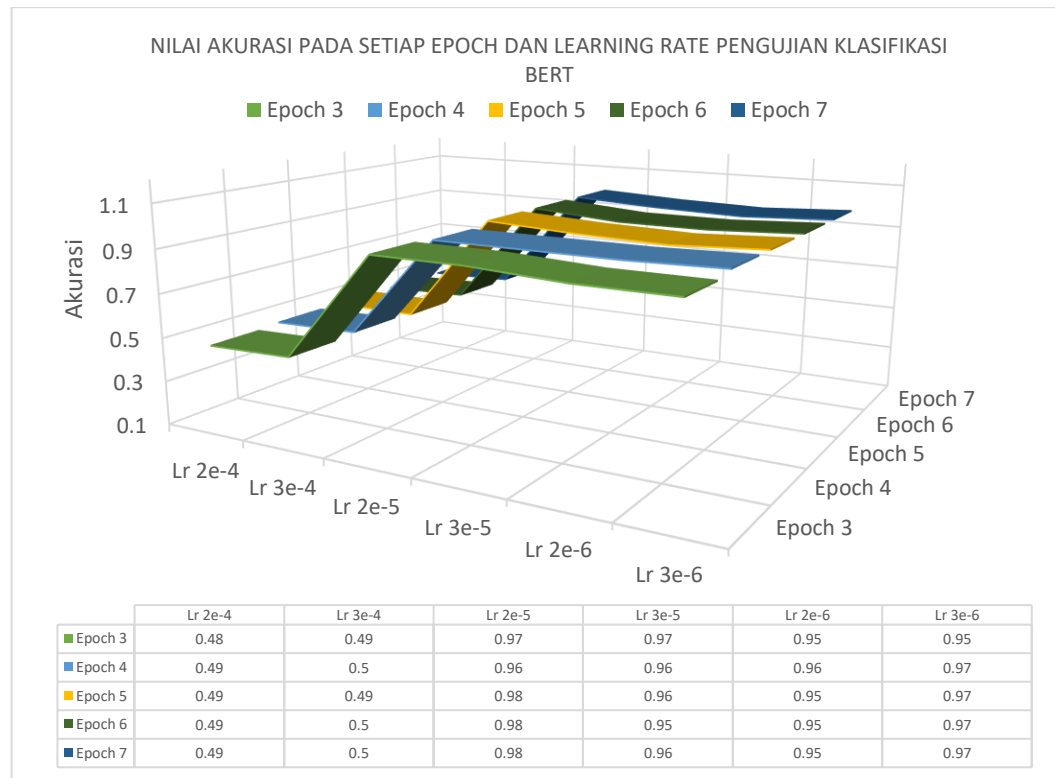 NILAI AKURASI PADA SETIAP EPOCH DAN LEARNING RATE PENGUJIAN KLASIFIKASI
BERT
Epoch 3 Epoch 4 Epoch 5 Epoch 6 Epoch 7
Akurasi
1.1
0.9
0.7
0.5
0.3
0.1
Lr 2e-4
Lr 3e-4
Lr 2e-5
Lr 3e-5
Lr 2e-6
Lr 3e-6
Epoch 7
Epoch 6
Epoch 5
Epoch 4
Epoch 3
Lr 2e-4 Lr 3e-4 Lr 2e-5 Lr 3e-5 Lr 2e-6 Lr 3e-6
Epoch 3 0.48 0.49 0.97 0.97 0.95 0.95
Epoch 4 0.49 0.5 0.96 0.96 0.96 0.97
Epoch 5 0.49 0.49 0.98 0.96 0.95 0.97
Epoch 6 0.49 0.5 0.98 0.95 0.95 0.97
Epoch 7 0.49 0.5 0.98 0.96 0.95 0.97